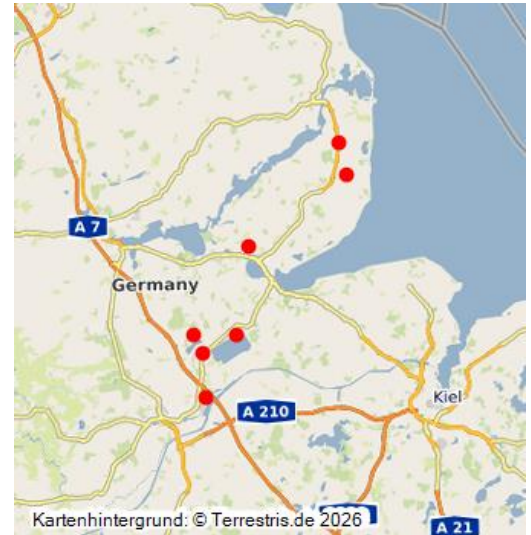 A 7
Germany
Kiel
A 210
A 21
Kartenhintergrund: © Terrestris.de 2026